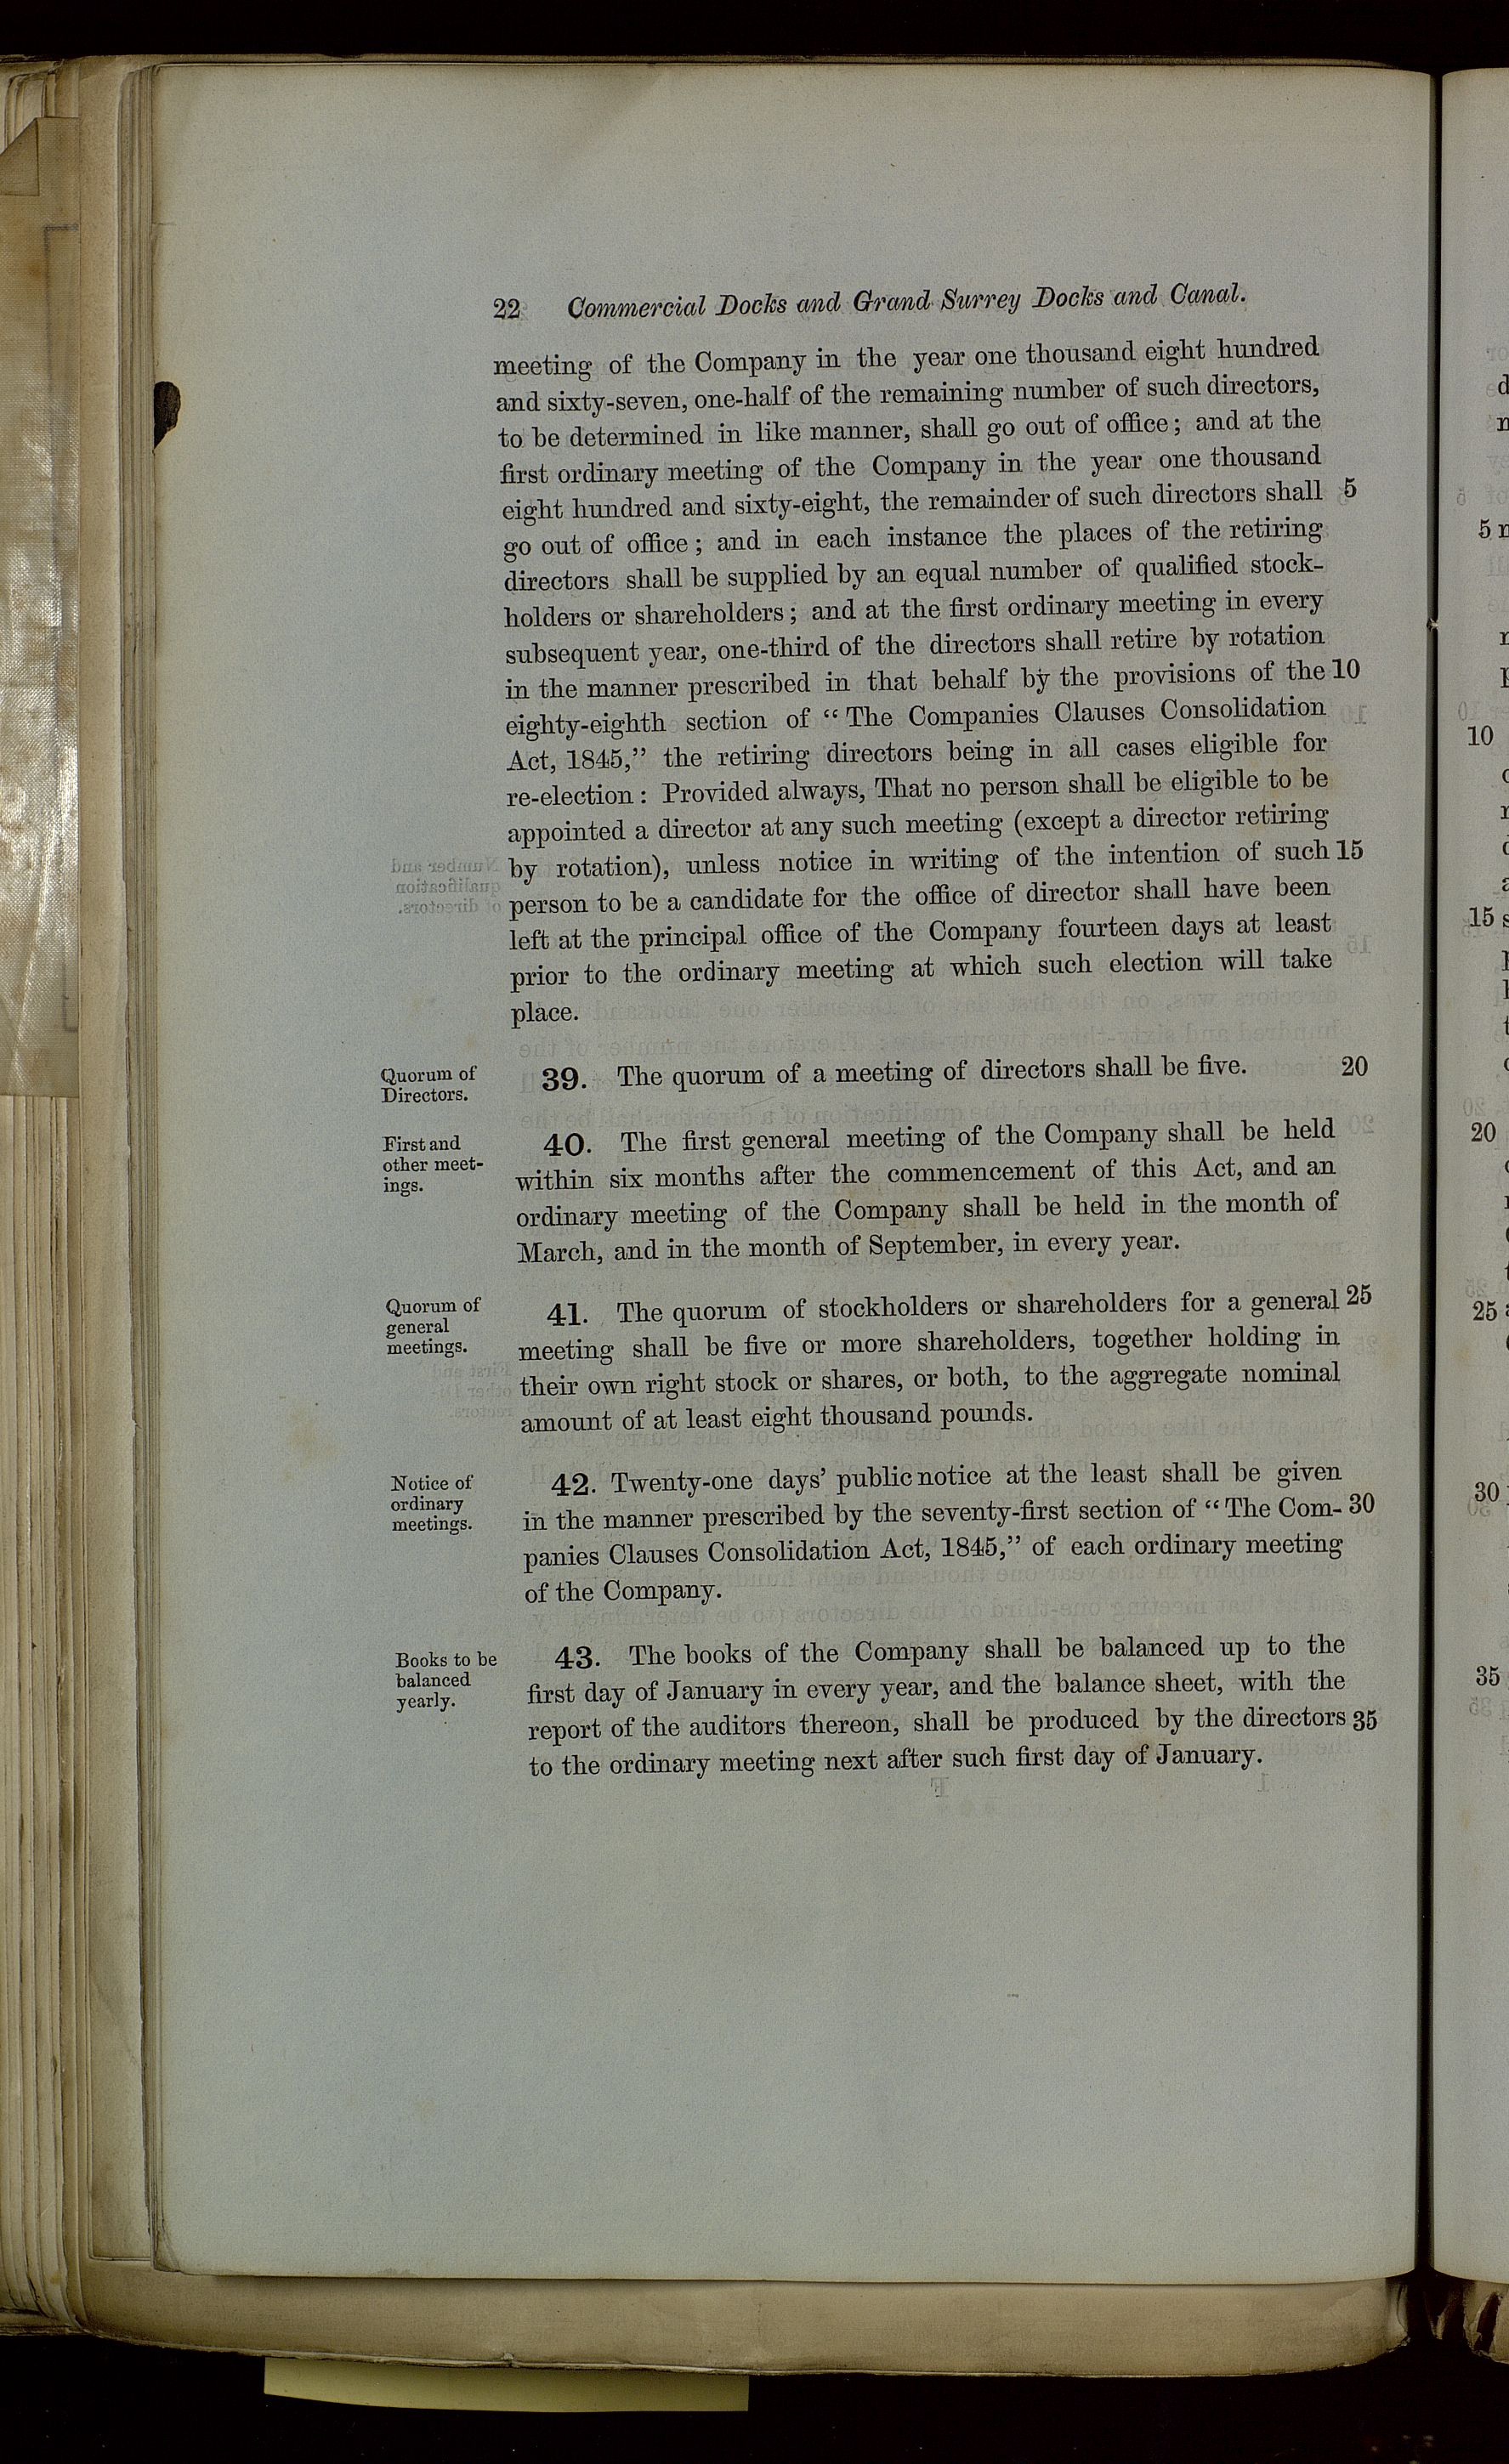 22 Commercial Docks and Grand Surrey Docks and Canal.
meeting of the Company in the year one thousand eight hundred
and sixty-seven, one-half of the remaining number of such directors,
to be determined in like manner, shall go out of office; and at the
first ordinary meeting of the Company in the year one thousand
eight hundred and sixty-eight, the remainder of such directors shall 5
go out of office; and in each instance the places of the retiring
directors shall be supplied by an equal number of qualified stock-
holders or shareholders; and at the first ordinary meeting in every
subsequent year, one-third of the directors shall retire by rotation
in the manner prescribed in that behalf by the provisions of the 10
eighty-eighth section of “The Companies Clauses Consolidation
Act, 1845,” the retiring directors being in all cases eligible for
re-election: Provided always, That no person shall be eligible to be
appointed a director at any such meeting (except a director retiring
by rotation), unless notice in writing of the intention of such 15
person to be a candidate for the office of director shall have been
left at the principal office of the Company fourteen days at least
prior to the ordinary meeting at which such election will take
place.
Quorum of
Directors.
39. The quorum of a meeting of directors shall be five. 20
First and
other meet-
ings.
40. The first general meeting of the Company shall be held
within six months after the commencement of this Act, and an
ordinary meeting of the Company shall be held in the month of
March, and in the month of September, in every year.
Quorum of
general
meetings.
41. The quorum of stockholders or shareholders for a general 25
meeting shall be five or more shareholders, together holding in
their own right stock or shares, or both, to the aggregate nominal
amount of at least eight thousand pounds.
Notice of
ordinary
meetings.
42. Twenty-one days’ public notice at the least shall be given
in the manner prescribed by the seventy-first section of “The Com- 30
panies Clauses Consolidation Act, 1845,” of each ordinary meeting
of the Company.
Books to be
balanced
yearly.
43. The books of the Company shall be balanced up to the
first day of January in every year, and the balance sheet, with the
report of the auditors thereon, shall be produced by the directors 35
to the ordinary meeting next after such first day of January.
5
10
15
20
25
30
35